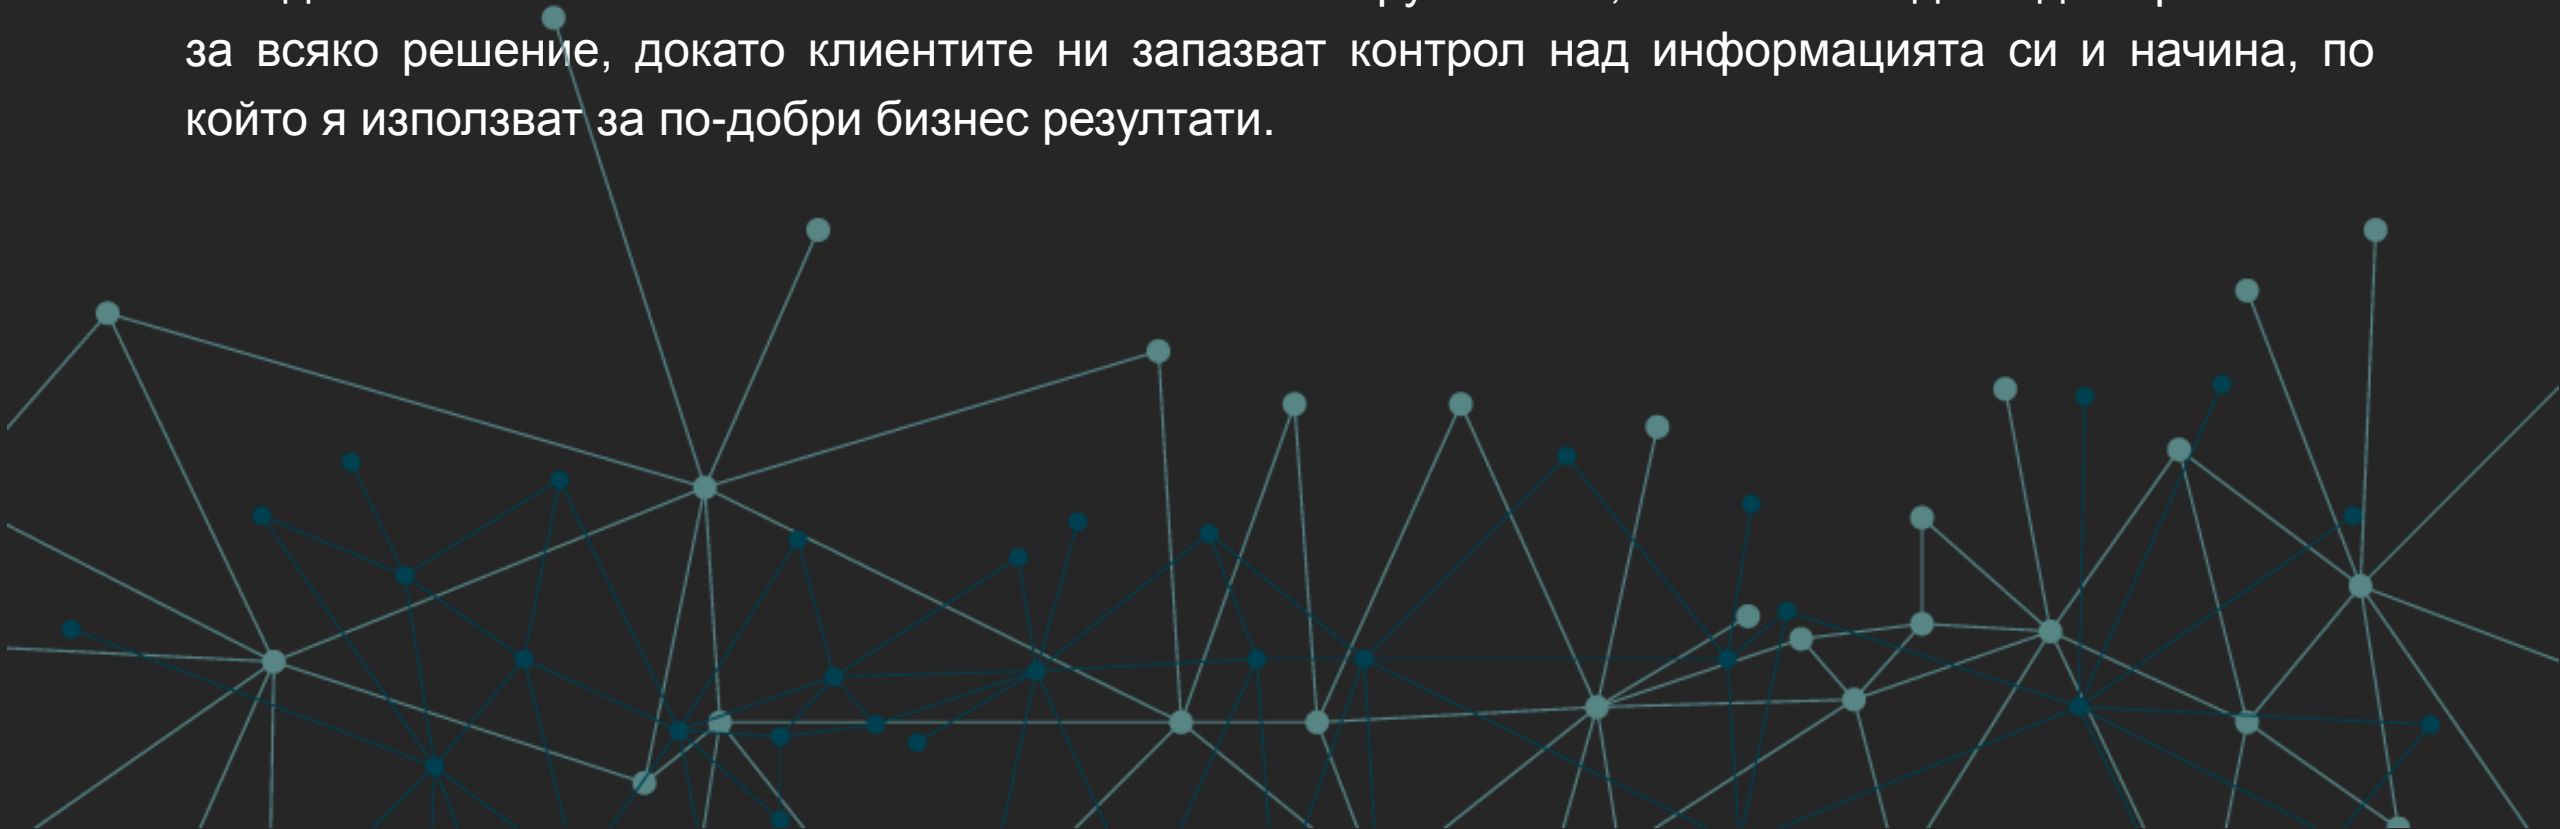 за всяко решение, докато клиентите ни запазват контрол над информацията си и начина, по
който я използват за по-добри бизнес резултати.